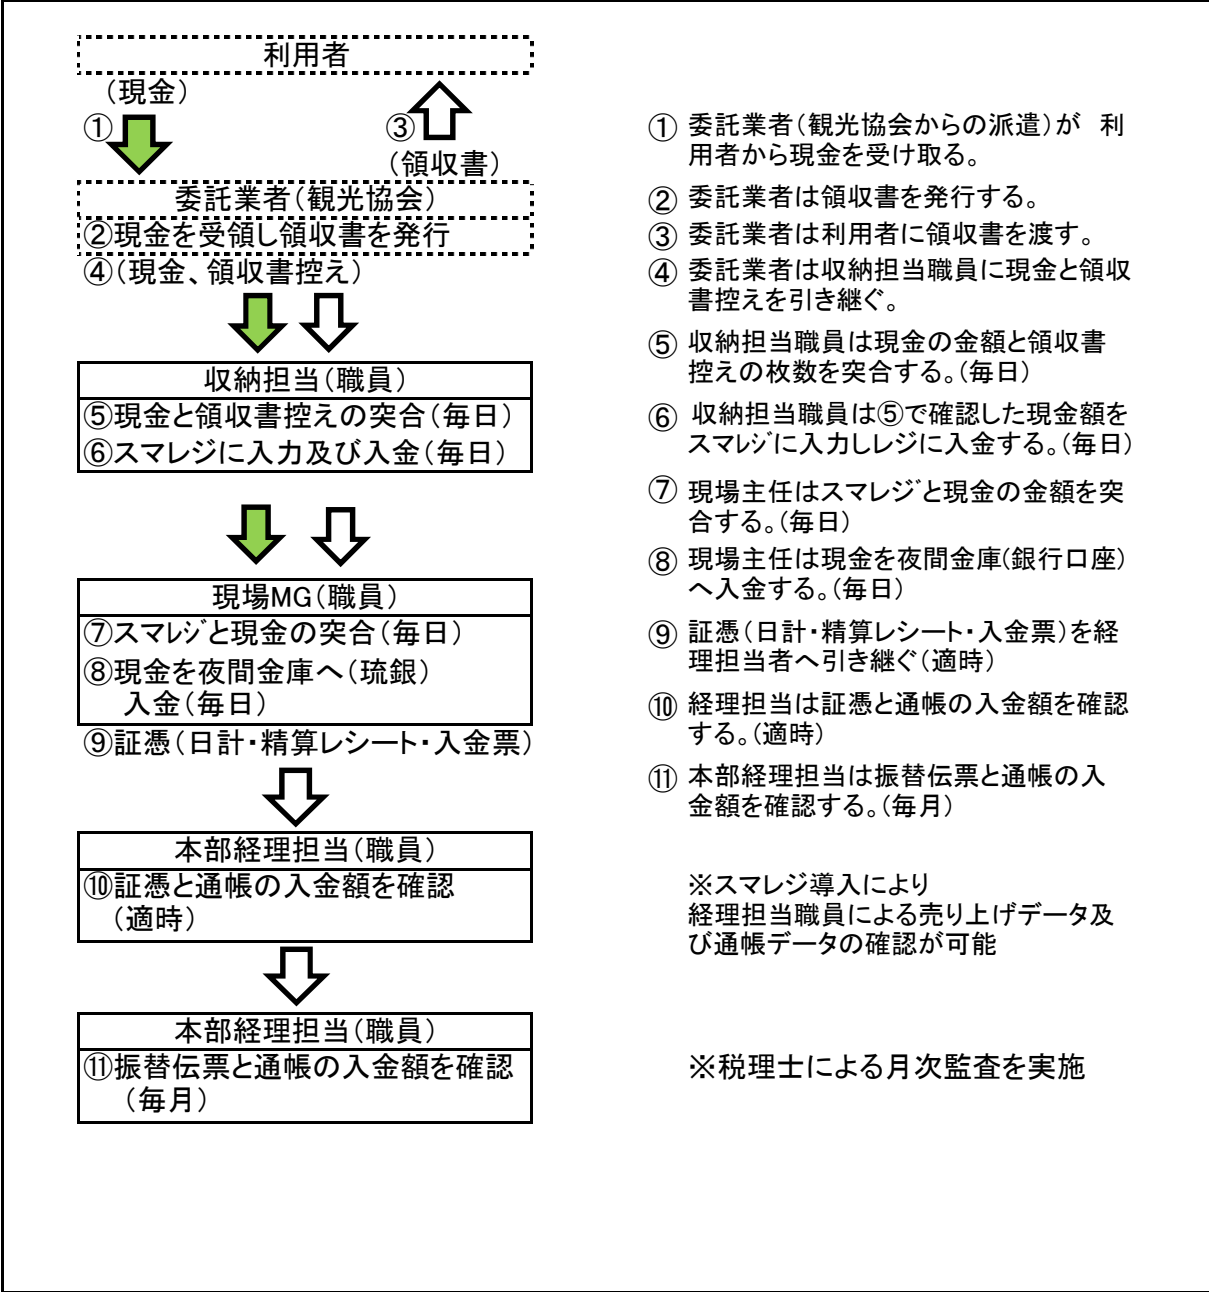 利用者
(現金)
①
③
(領収書)
委託業者(観光協会)
②現金を受領し領収書を発行
④(現金、領収書控え)
収納担当(職員)
⑤現金と領収書控えの突合(毎日)
⑥スマレジに入力及び入金(毎日)
現場MG(職員)
⑦スマレジと現金の突合(毎日)
⑧現金を夜間金庫へ(琉銀)
入金(毎日)
⑨証憑(日計・精算レシート・入金票)
本部経理担当(職員)
⑩証憑と通帳の入金額を確認
(適時)
本部経理担当(職員)
⑪振替伝票と通帳の入金額を確認
(毎月)
① 委託業者(観光協会からの派遣)が 利
用者から現金を受け取る。
② 委託業者は領収書を発行する。
③ 委託業者は利用者に領収書を渡す。
④ 委託業者は収納担当職員に現金と領収
書控えを引き継ぐ。
⑤ 収納担当職員は現金の金額と領収書
控えの枚数を突合する。(毎日)
⑥ 収納担当職員は⑤で確認した現金額を
スマレジに入力しレジに入金する。(毎日)
⑦ 現場主任はスマレジと現金の金額を突
合する。(毎日)
⑧ 現場主任は現金を夜間金庫(銀行口座)
へ入金する。(毎日)
⑨ 証憑(日計・精算レシート・入金票)を経
理担当者へ引き継ぐ(適時)
⑩ 経理担当は証憑と通帳の入金額を確認
する。(適時)
⑪ 本部経理担当は振替伝票と通帳の入
金額を確認する。(毎月)
※スマレジ導入により
経理担当職員による売り上げデータ及
び通帳データの確認が可能
※税理士による月次監査を実施